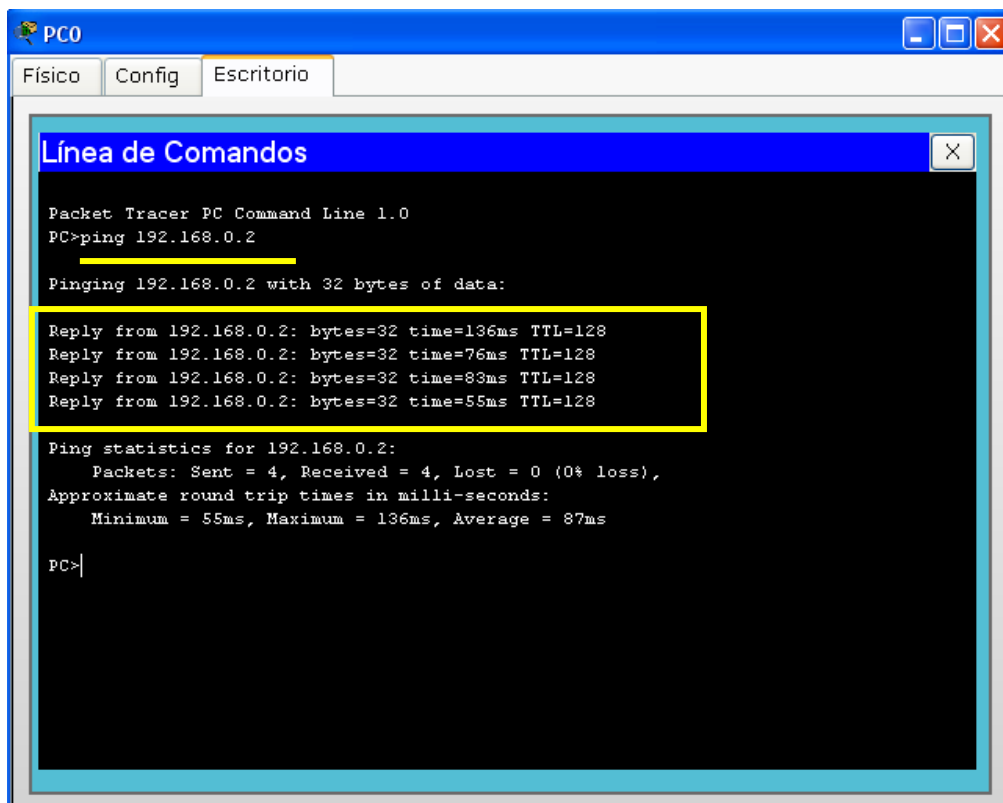 PC0
Físico Config Escritorio
Línea de Comandos
X
Packet Tracer PC Command Line 1.0
PC>ping 192.168.0.2
Pinging 192.168.0.2 with 32 bytes of data:
Reply from 192.168.0.2: bytes=32 time=136ms TTL=128
Reply from 192.168.0.2: bytes=32 time=76ms TTL=128
Reply from 192.168.0.2: bytes=32 time=83ms TTL=128
Reply from 192.168.0.2: bytes=32 time=55ms TTL=128
Ping statistics for 192.168.0.2:
Packets: Sent = 4, Received = 4, Lost = 0 (0% loss),
Approximate round trip times in milli-seconds:
Minimum = 55ms, Maximum = 136ms, Average = 87ms
PC>